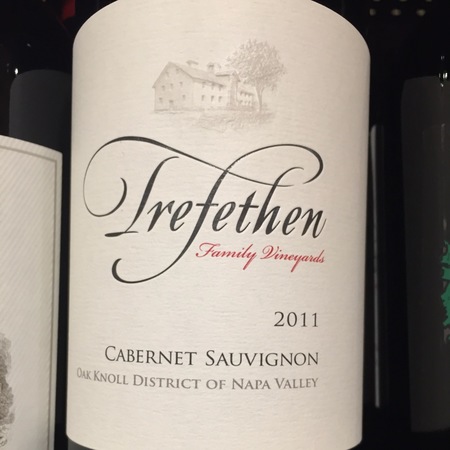 Trefethen
Family Vineyards
2011
CABERNET SAUVIGNON
OAK KNOLL DISTRICT OF NAPA VALLEY